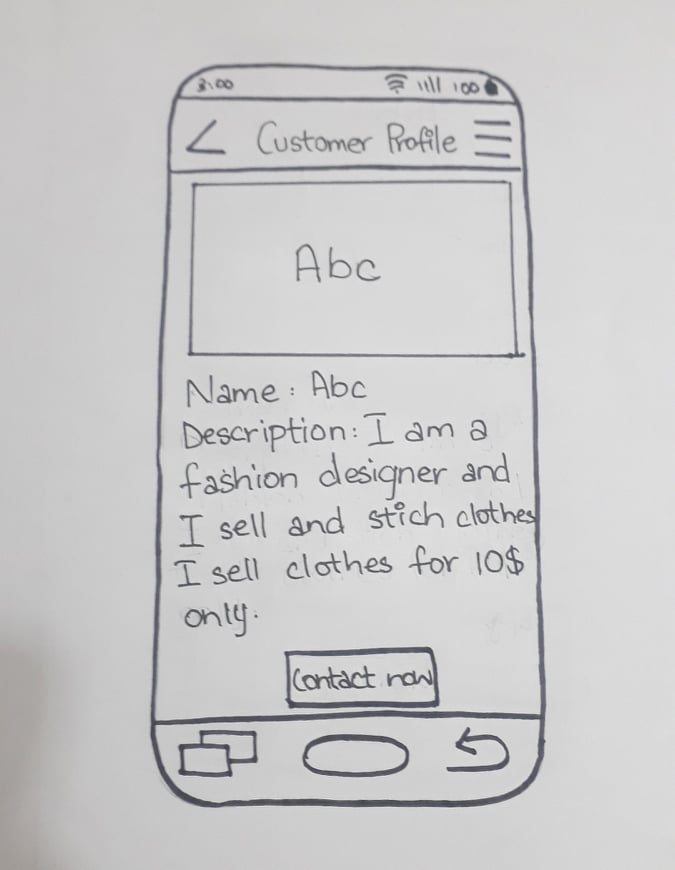 3:00 100
Customer Profile
Abc
Name: Abc
Description: I am a
fashion designer and
I sell and stich clothes
I sell clothes for 10$
only.
Contact now